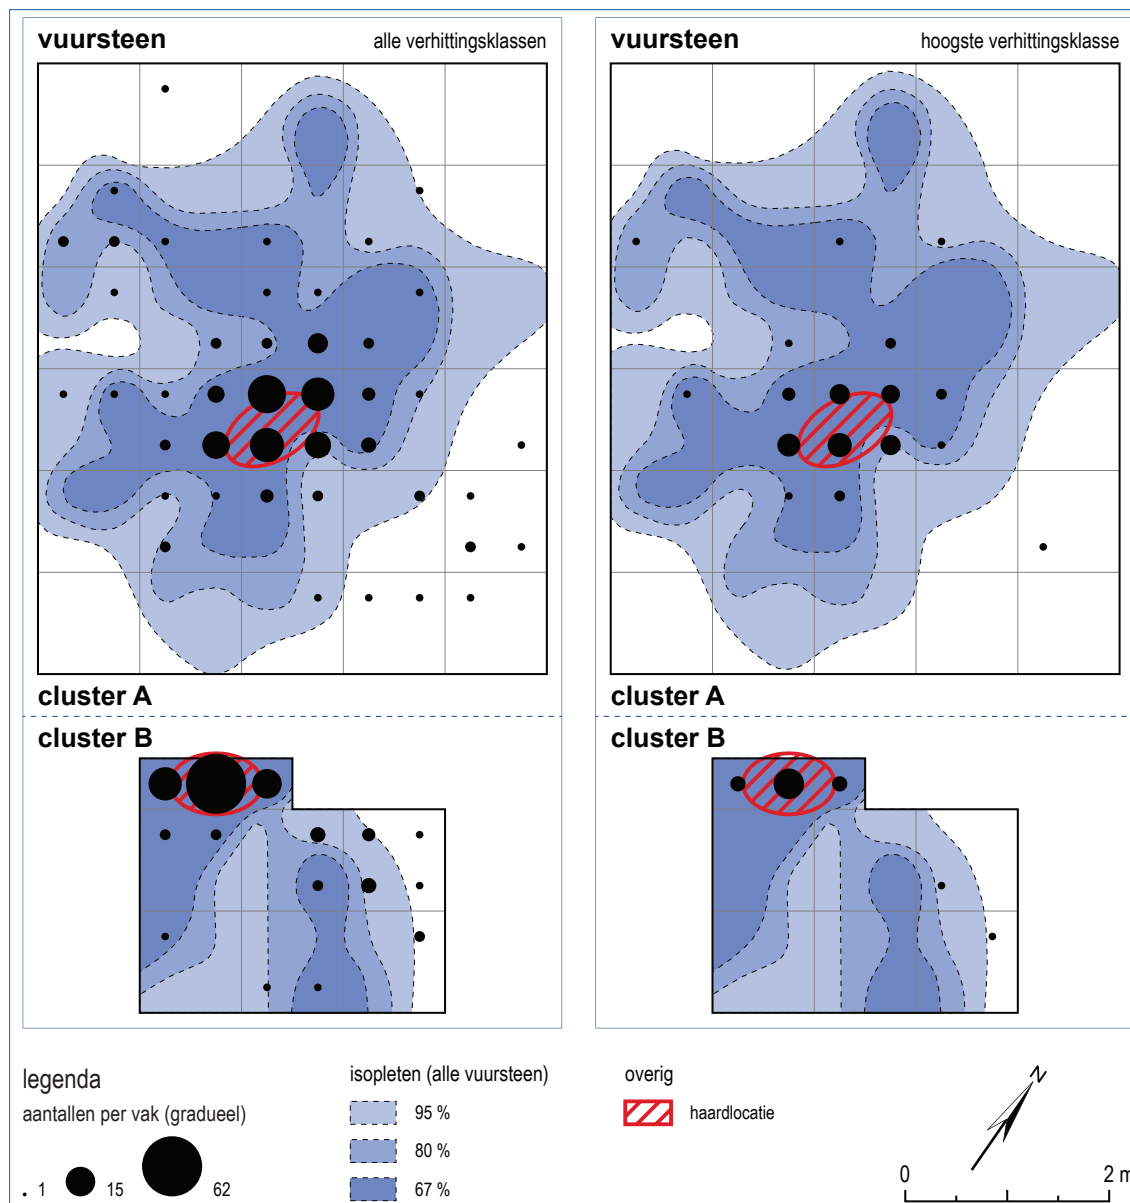 vuursteen alle verhittingsklassen
cluster A
cluster B
vuursteen hoogste verhittingsklasse
cluster A
cluster B
legenda
aantallen per vak (gradueel)
1 15 62
isopleten (alle vuursteen)
95 %
80 %
67 %
overig
haardlocatie
N
0 2 m